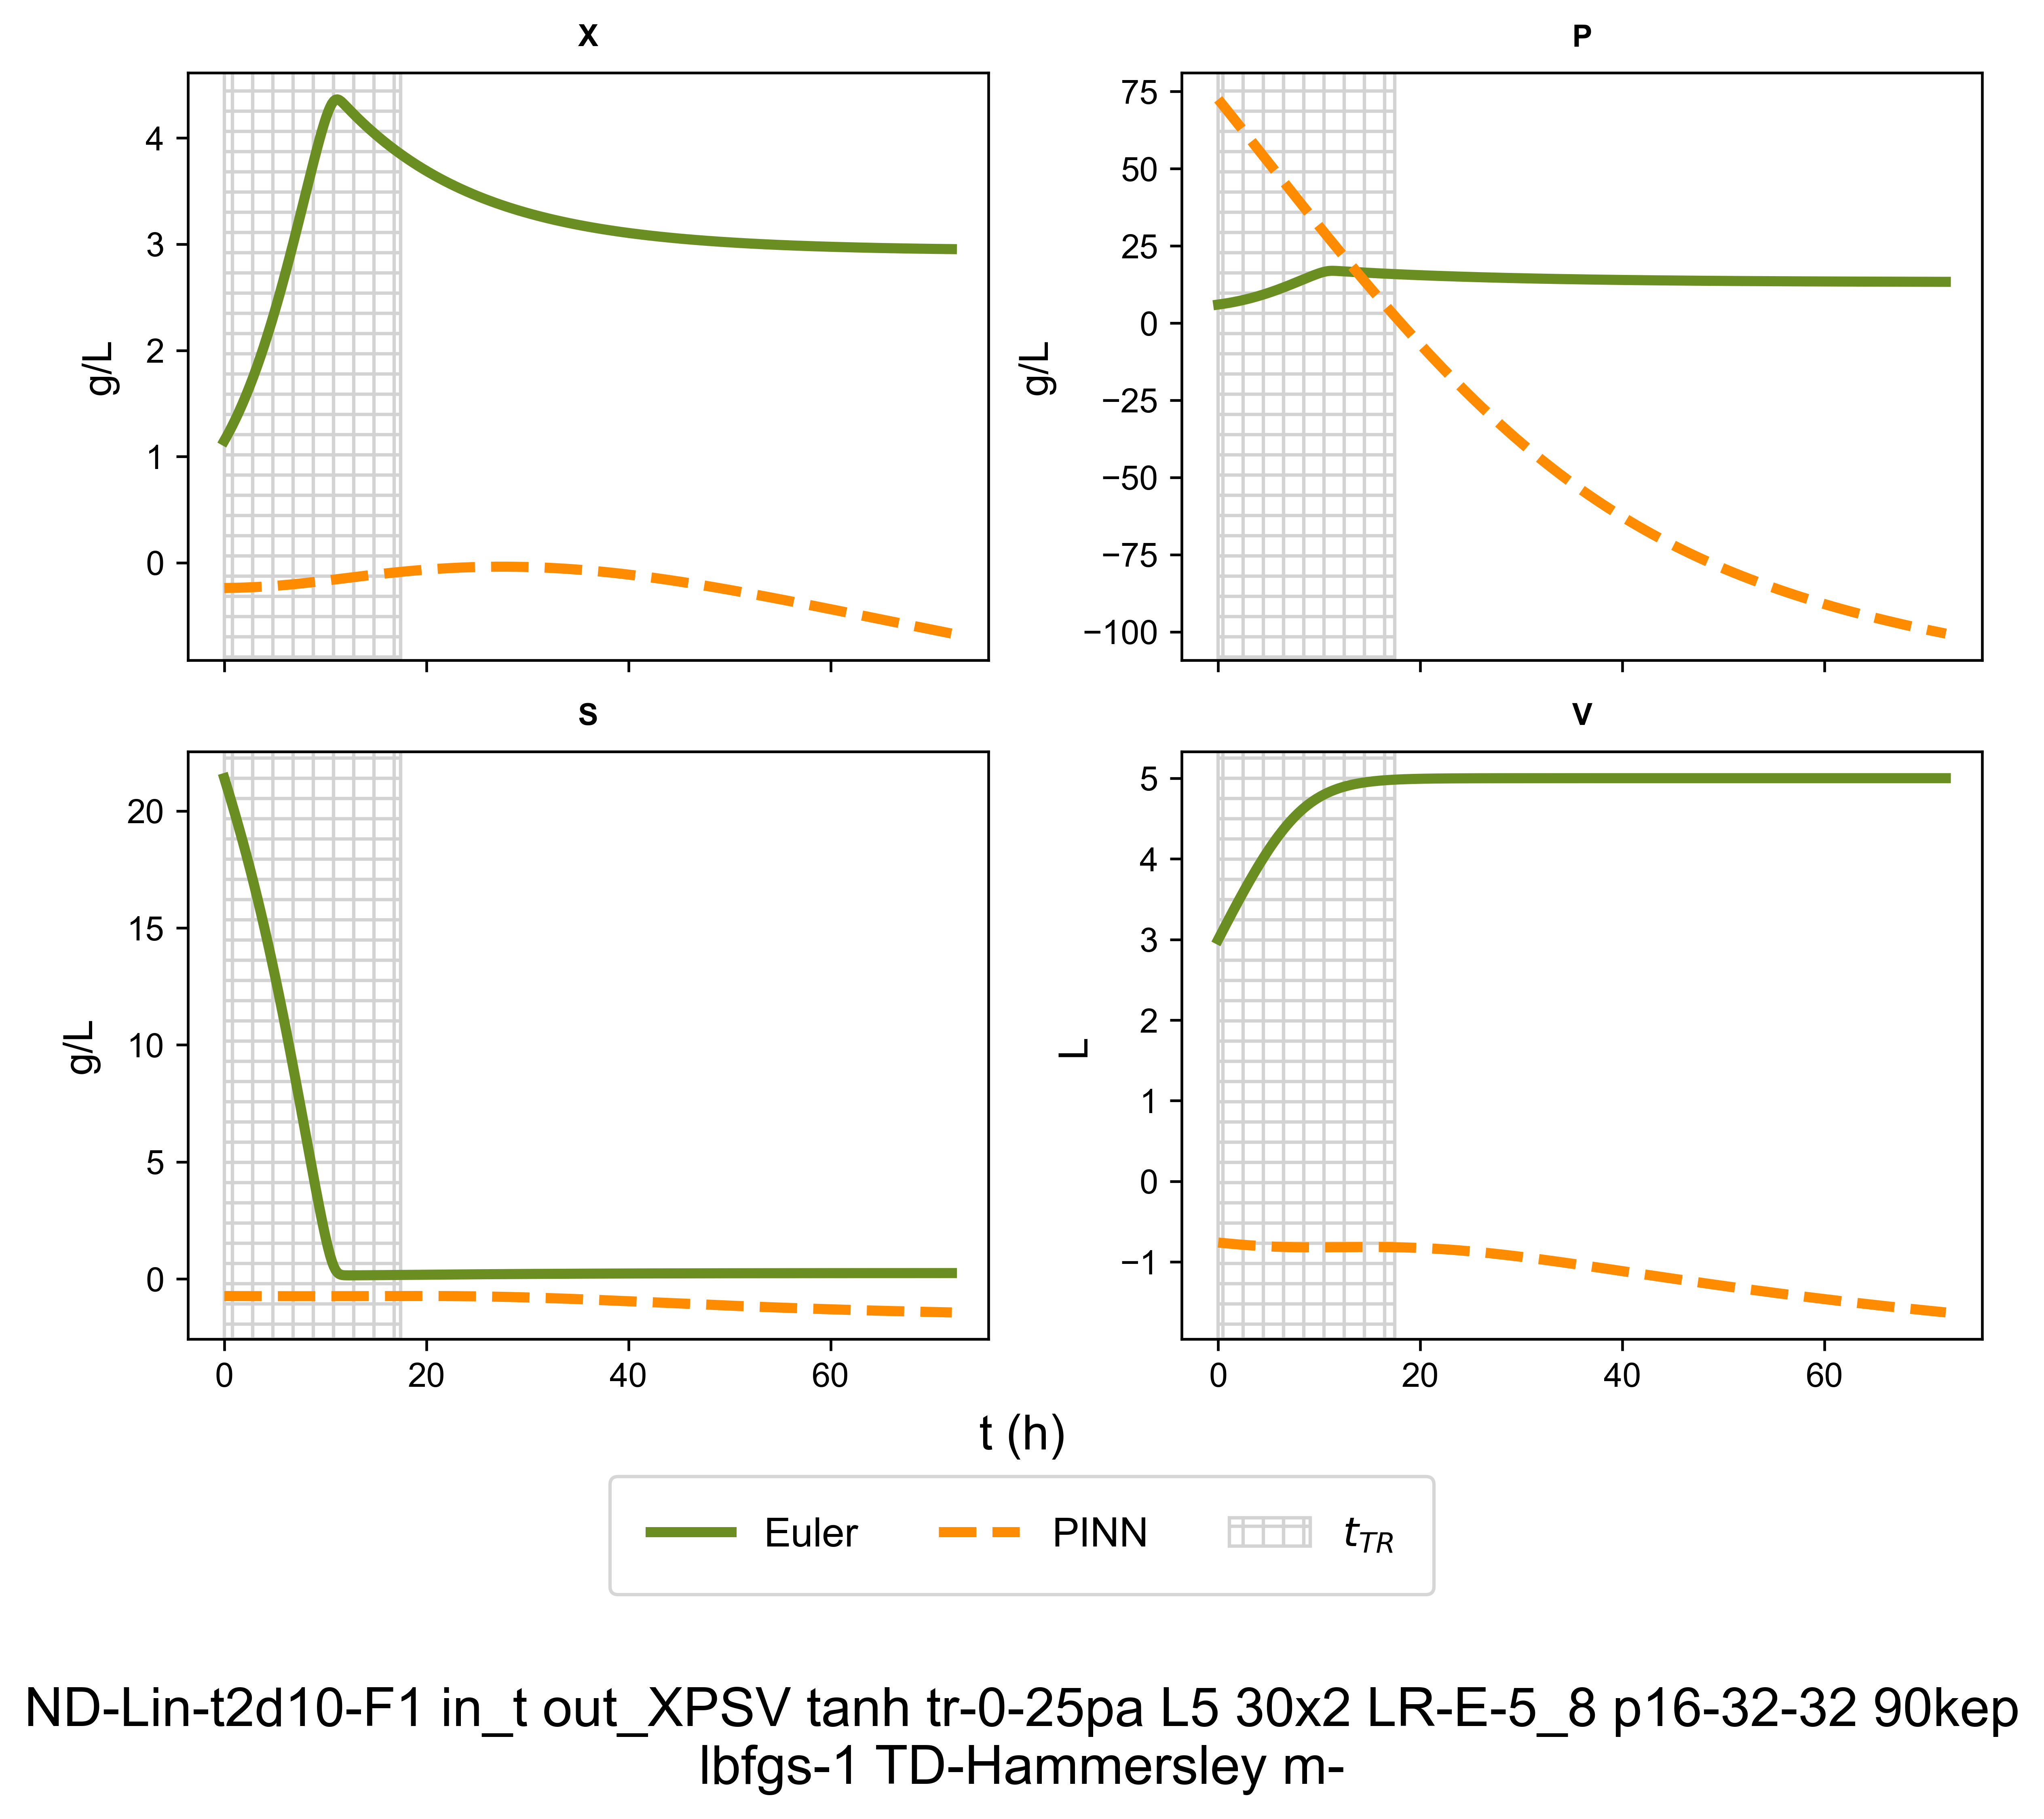 X
P
4
3
2
1
0
g/L
75
50
25
0
−25
−50
−75
−100
g/L
S
V
20
15
10
5
0
g/L
0
20
40
60
5
4
3
2
1
0
−1
L
0
20
40
60
t (h)
Euler
PINN
t_{TR}
ND-Lin-t2d10-F1 in_t out_XPSV tanh tr-0-25pa L5 30x2 LR-E-5_8 p16-32-32 90kep
lbfgs-1 TD-Hammersley m-